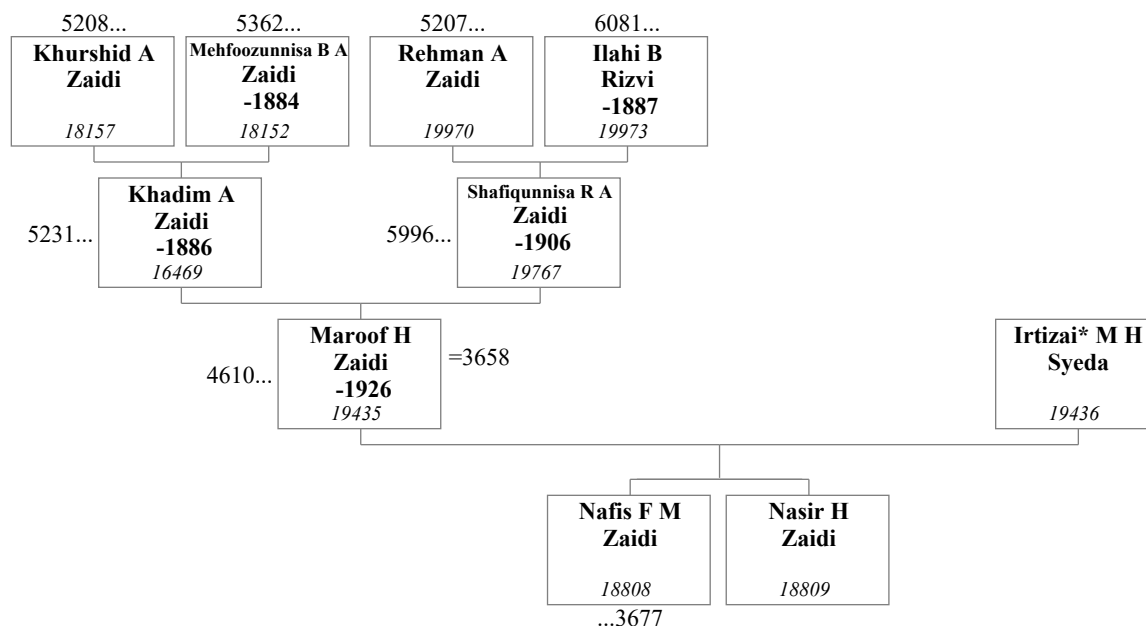 5208...
5362...
5207...
6081...
Khurshid A
Zaidi
18157
Mehfoozunnisa B A
Zaidi
-1884
18152
Rehman A
Zaidi
19970
Ilahi B
Rizvi
-1887
19973
5231...
Khadim A
Zaidi
-1886
16469
5996...
Shafiqunnisa R A
Zaidi
-1906
19767
4610...
Maroof H
Zaidi
-1926
19435
=3658
Irtizai* M H
Syeda
19436
Nafis F M
Zaidi
18808
...3677
Nasir H
Zaidi
18809